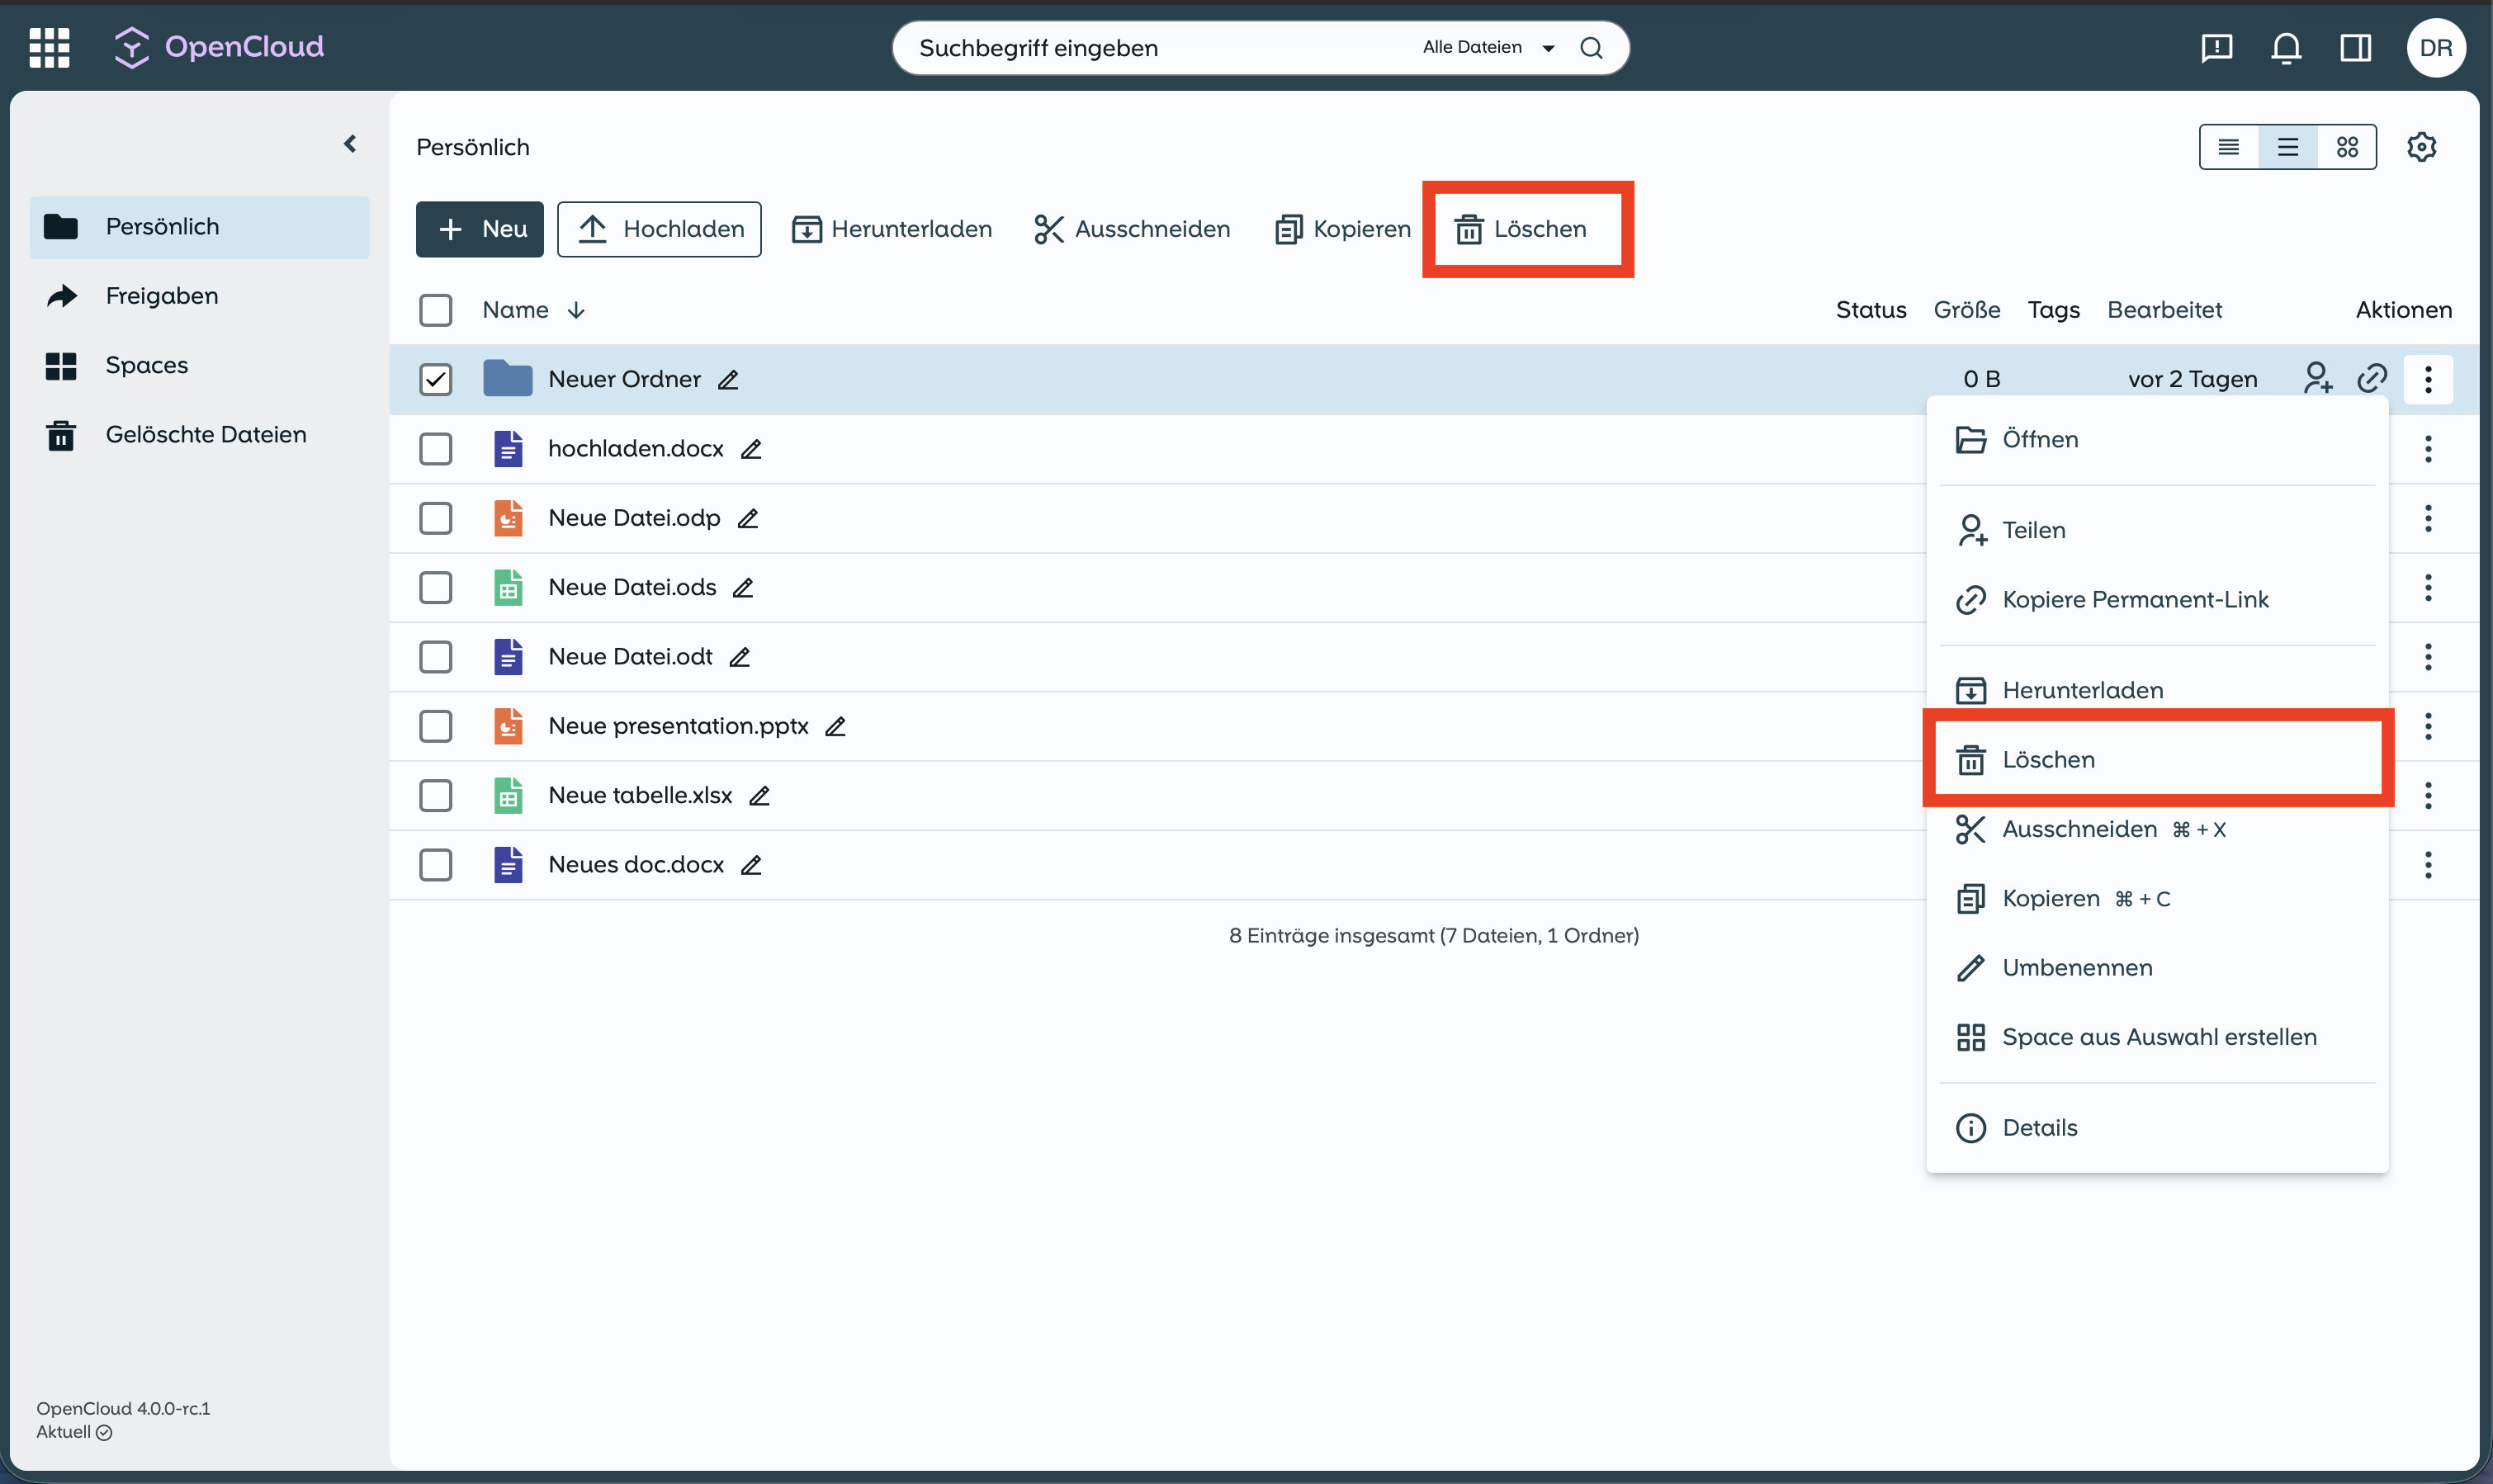 OpenCloud
Suchbegriff eingeben
Alle Dateien
DR
Persönlich
Freigaben
Spaces
Gelöschte Dateien
Persönlich
Neu
Hochladen
Herunterladen
Ausschneiden
Kopieren
Löschen
Name
Status
Größe
Tags
Bearbeitet
Aktionen
Neuer Ordner
0 B
vor 2 Tagen
hochladen.docx
Neue Datei.odp
Neue Datei.ods
Neue Datei.odt
Neue presentation.pptx
Neue tabelle.xlsx
Neues doc.docx
8 Einträge insgesamt (7 Dateien, 1 Ordner)
Öffnen
Teilen
Kopiere Permanent-Link
Herunterladen
Löschen
Ausschneiden ⌘ + X
Kopieren ⌘ + C
Umbenennen
Space aus Auswahl erstellen
Details
OpenCloud 4.0.0-rc.1
Aktuell